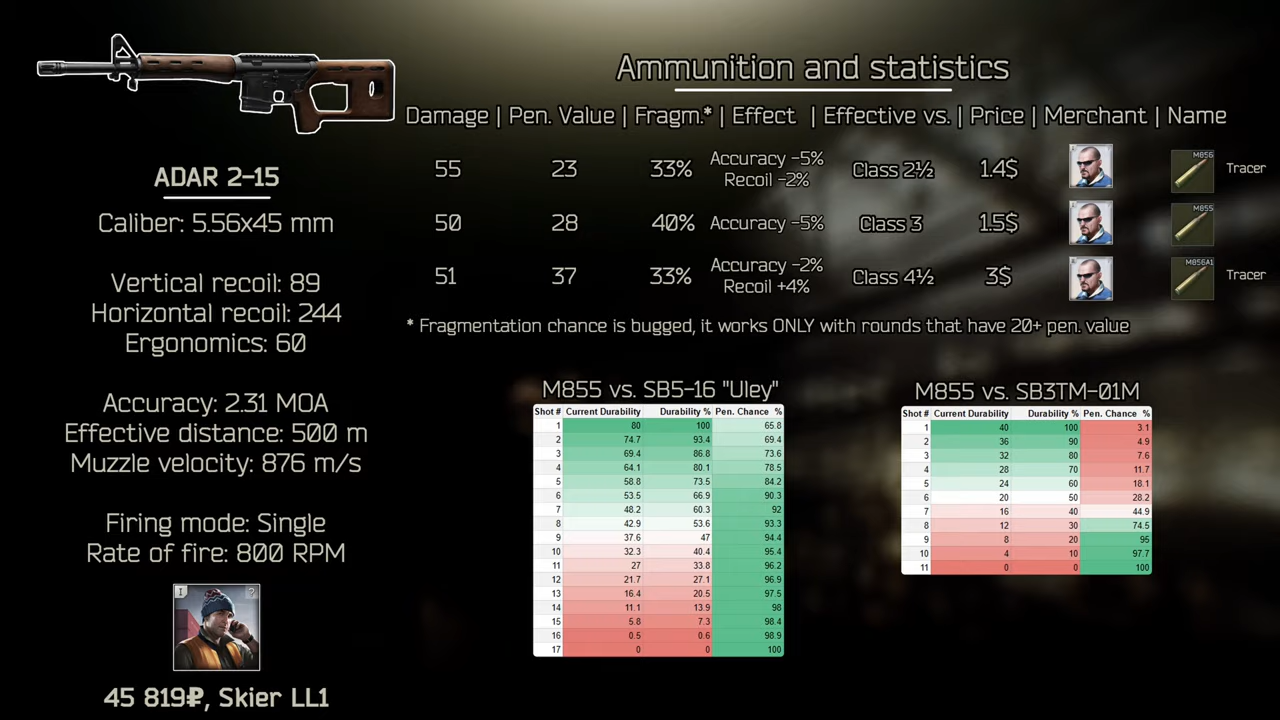 Ammunition and statistics
Damage | Pen. Value | Fragm.* | Effect | Effective vs. | Price | Merchant | Name
55 23 33% Accuracy -5% Recoil -2% Class 2½ 1.4$ M856 Tracer
50 28 40% Accuracy -5% Class 3 1.5$ M855
51 37 33% Accuracy -2% Recoil +4% Class 4½ 3$ M856A1 Tracer
* Fragmentation chance is bugged, it works ONLY with rounds that have 20+ pen. value
ADAR 2-15
Caliber: 5.56x45 mm
Vertical recoil: 89
Horizontal recoil: 244
Ergonomics: 60
Accuracy: 2.31 MOA
Effective distance: 500 m
Muzzle velocity: 876 m/s
Firing mode: Single
Rate of fire: 800 RPM
I ?
45 819₽, Skier LL1
M855 vs. SB5-16 "Uley"
Shot # Current Durability Durability % Pen. Chance %
1 80 100 65.8
2 74.7 93.4 69.4
3 69.4 86.8 73.6
4 64.1 80.1 78.5
5 58.8 73.5 84.2
6 53.5 66.9 90.3
7 48.2 60.3 92
8 42.9 53.6 93.3
9 37.6 47 94.4
10 32.3 40.4 95.4
11 27 33.8 96.2
12 21.7 27.1 96.9
13 16.4 20.5 97.5
14 11.1 13.9 98
15 5.8 7.3 98.4
16 0.5 0.6 98.9
17 0 0 100
M855 vs. SB3TM-01M
Shot # Current Durability Durability % Pen. Chance %
1 40 100 3.1
2 36 90 4.9
3 32 80 7.6
4 28 70 11.7
5 24 60 18.1
6 20 50 28.2
7 16 40 44.9
8 12 30 74.5
9 8 20 95
10 4 10 97.7
11 0 0 100